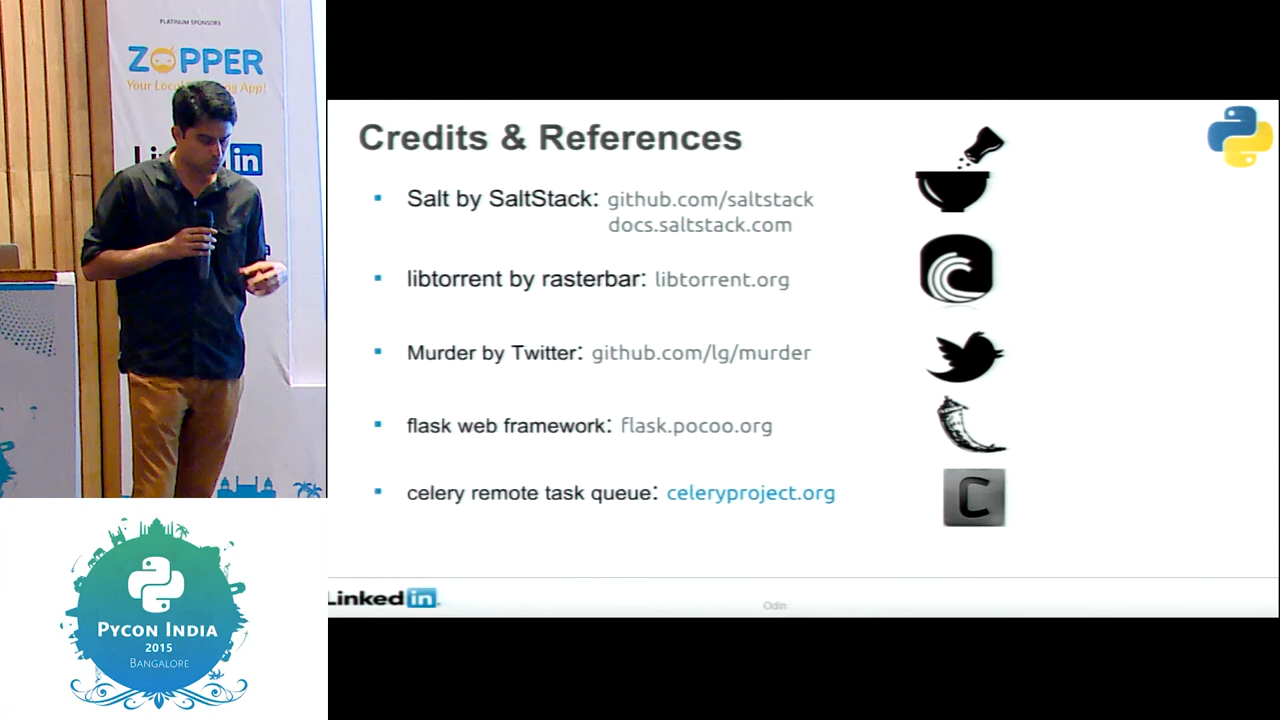 PLATINUM SPONSORS
ZOPPER
in
Credits & References
Salt by SaltStack: github.com/saltstack
docs.saltstack.com
libtorrent by rasterbar: libtorrent.org
Murder by Twitter: github.com/lg/murder
flask web framework: flask.pocoo.org
celery remote task queue: celeryproject.org
C
LinkedIn
Odin
PYCON INDIA
2015
BANGALORE